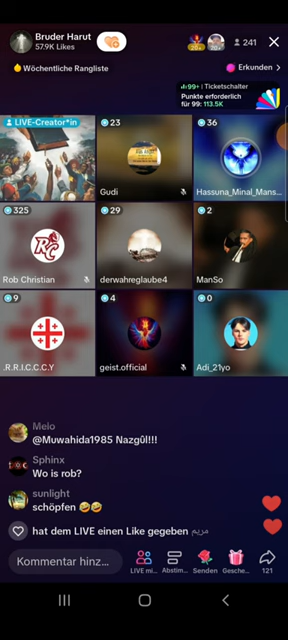 Bruder Harut
57.9K Likes
241
Wöchentliche Rangliste
Erkunden
99+ | Ticketschalter
Punkte erforderlich
für 99: 113.5K
LIVE-Creator*in
23
36
Gudi
Hassuna_Minal_Mans...
325
29
2
RC
Rob Christian
derwahreglaube4
ManSo
9
4
0
.R.R.I.C.C.C.Y
geist.official
Adi_21yo
Melo
@Muwahida1985 Nazgûl!!!
Sphinx
Wo is rob?
sunlight
schöpfen 🤣🤣
hat dem LIVE einen Like gegeben مريم
Kommentar hinz...
LIVE mi...
Abstim...
Senden
Gesche...
121